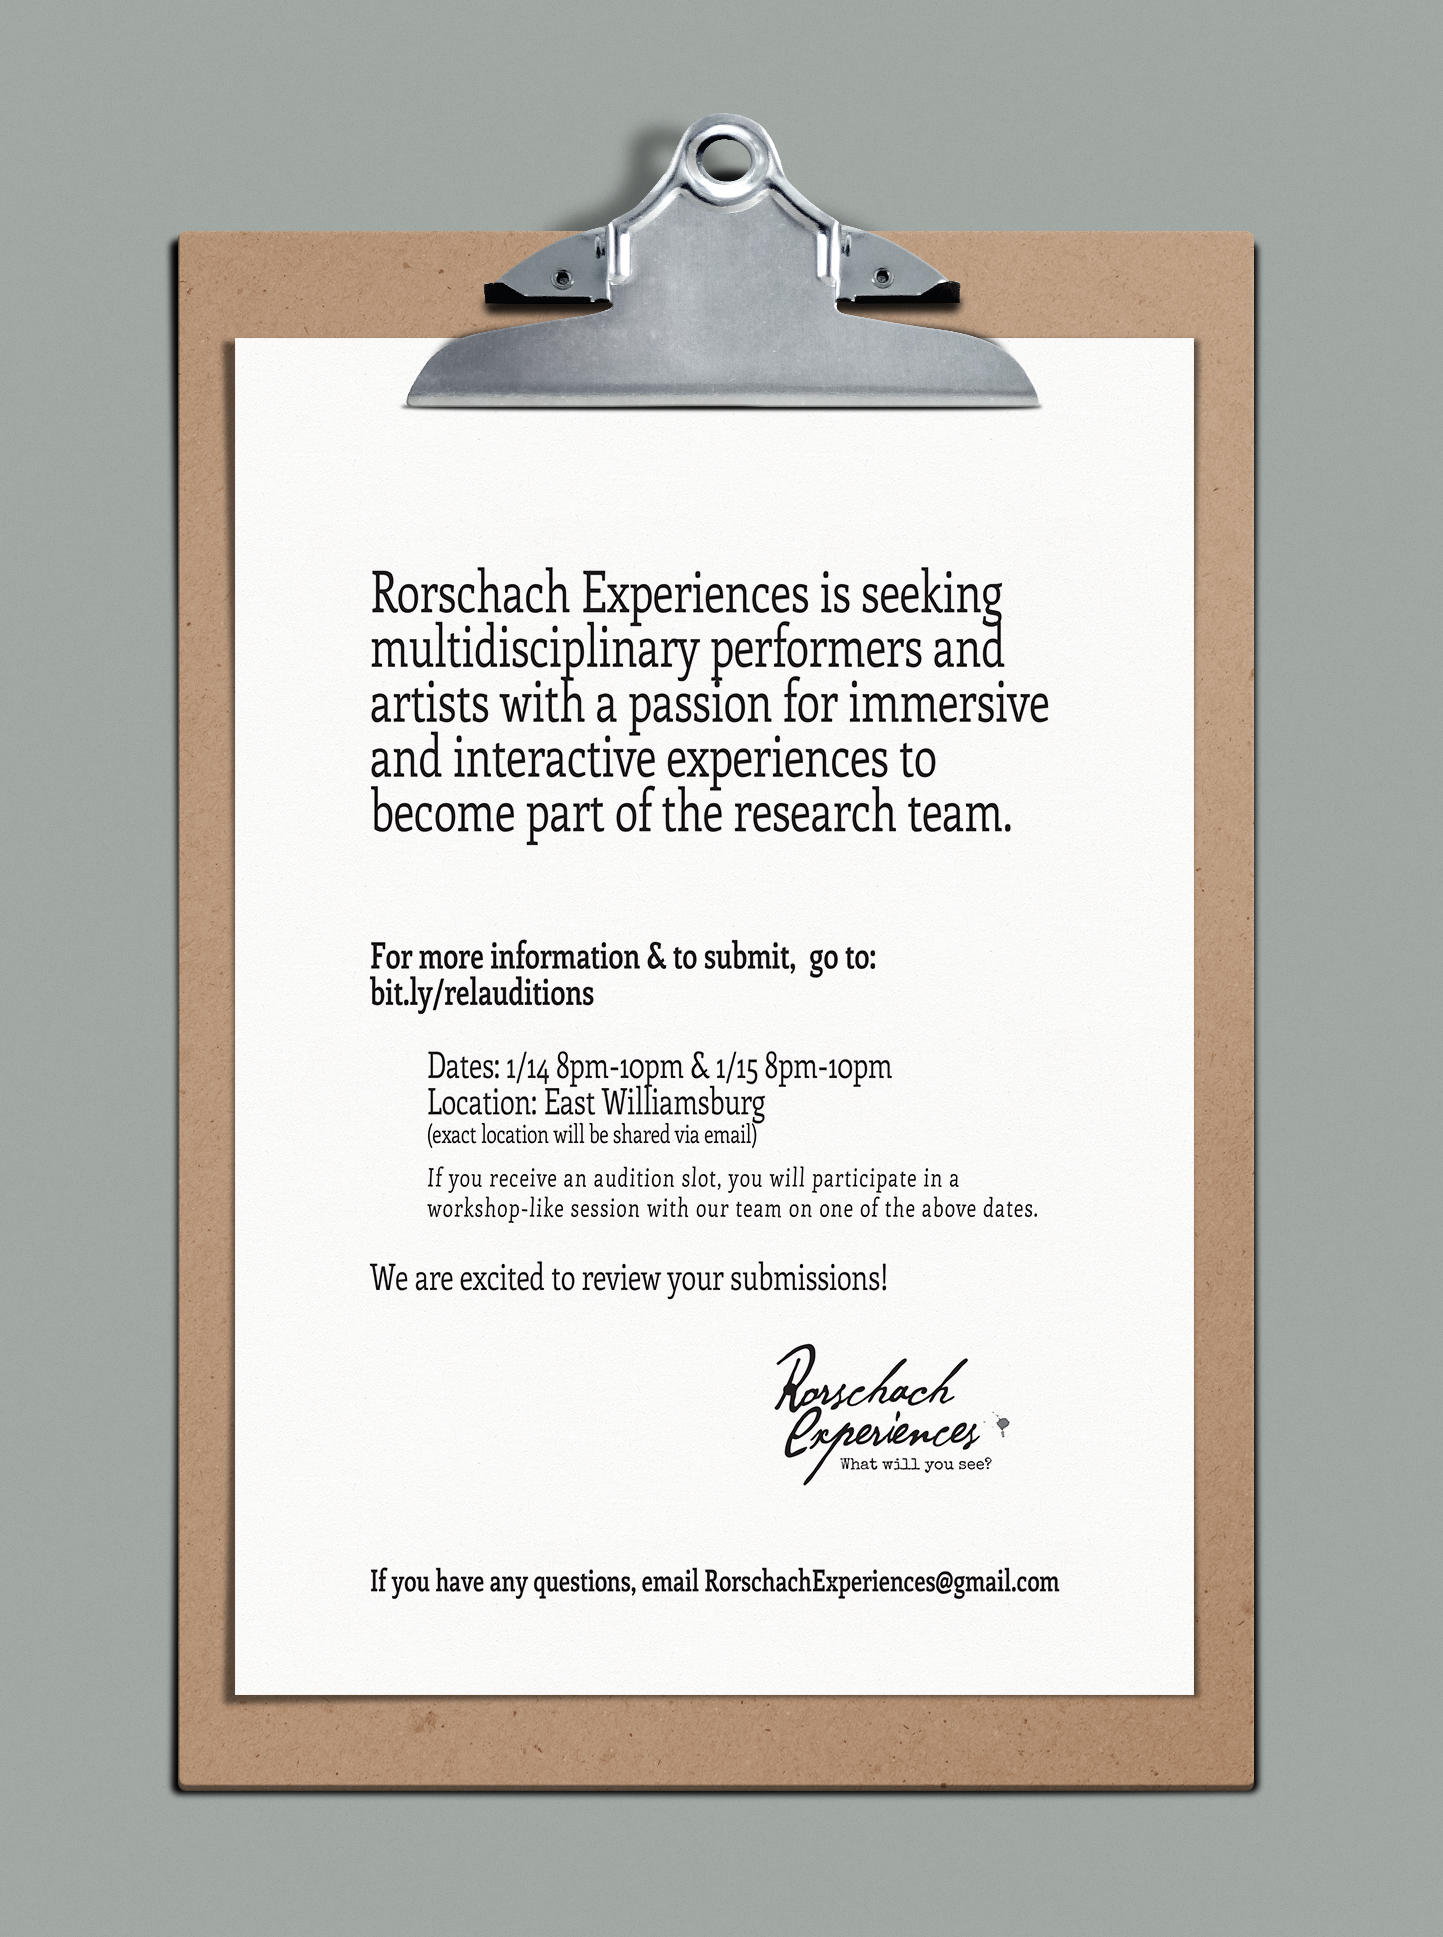 Rorschach Experiences is seeking
multidisciplinary performers and
artists with a passion for immersive
and interactive experiences to
become part of the research team.
For more information & to submit,  go to:
bit.ly/relauditions
Dates: 1/14 8pm-10pm & 1/15 8pm-10pm
Location: East Williamsburg
(exact location will be shared via email)
If you receive an audition slot, you will participate in a
workshop-like session with our team on one of the above dates.
We are excited to review your submissions!
Rorschach
Experiences
What will you see?
If you have any questions, email RorschachExperiences@gmail.com